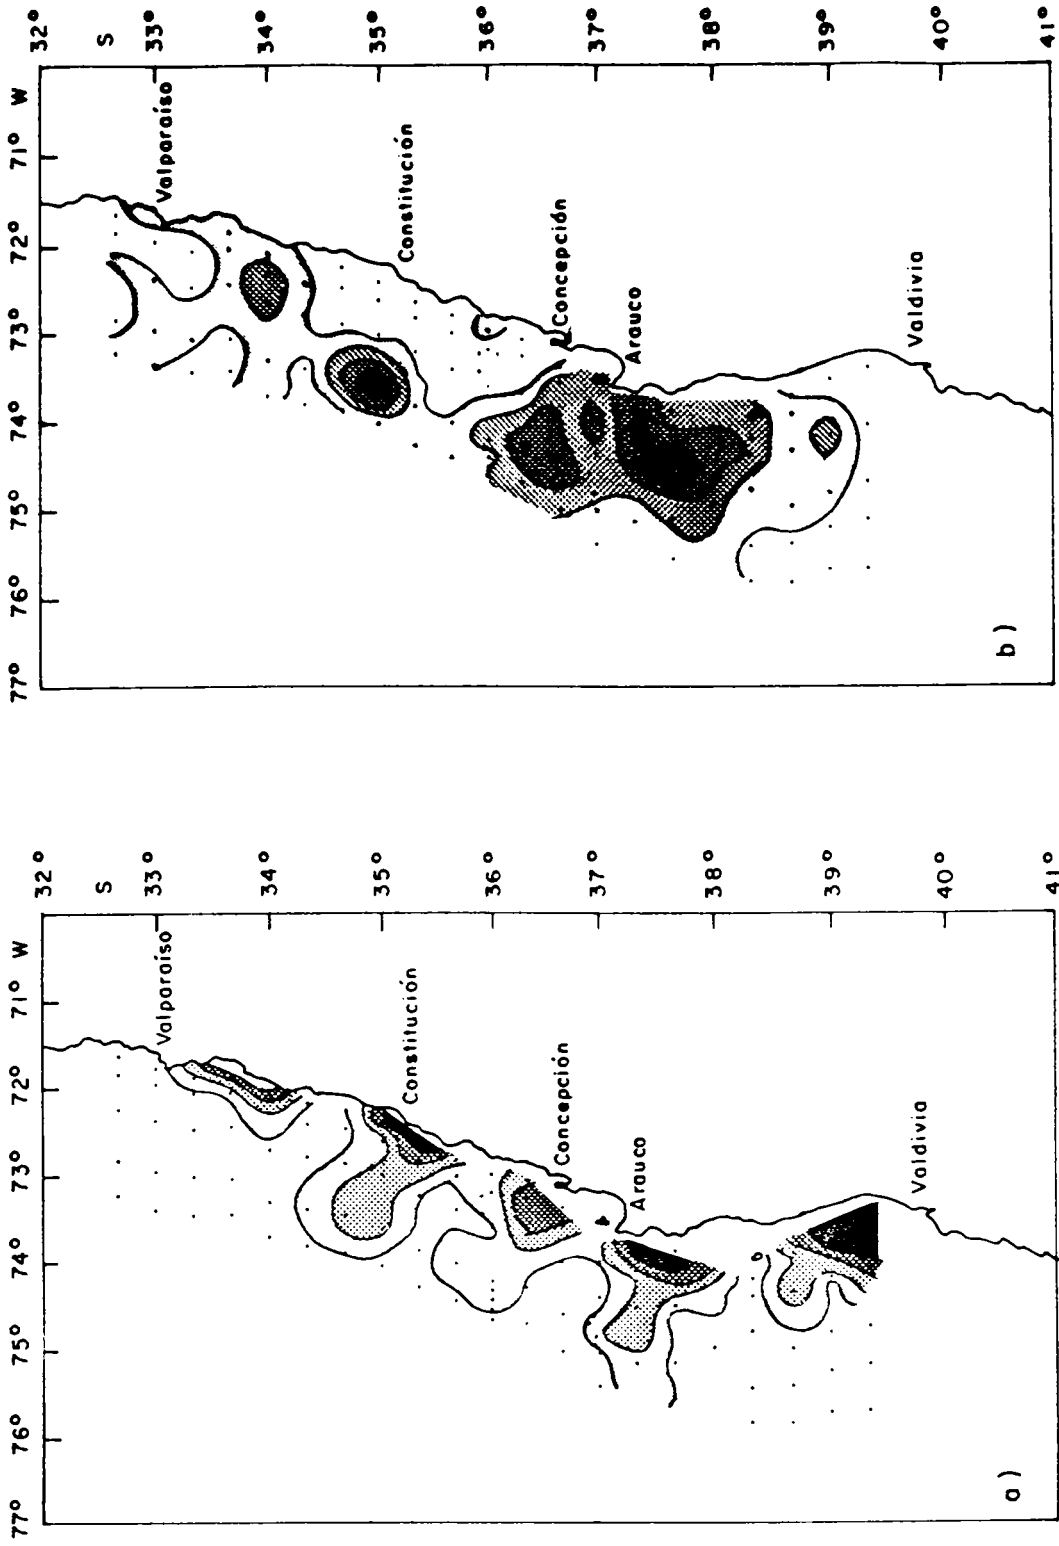 77° 76° 75° 74° 73° 72° 71° W 32°
S
Valparaíso 33°
34°
35°
Constitución
36°
Concepción
37°
Arauco
38°
39°
Valdivia
40°
a)
41°
77° 76° 75° 74° 73° 72° 71° W 32°
S
Valparaíso 33°
34°
35°
Constitución
36°
Concepción
37°
Arauco
38°
39°
Valdivia
40°
b)
41°